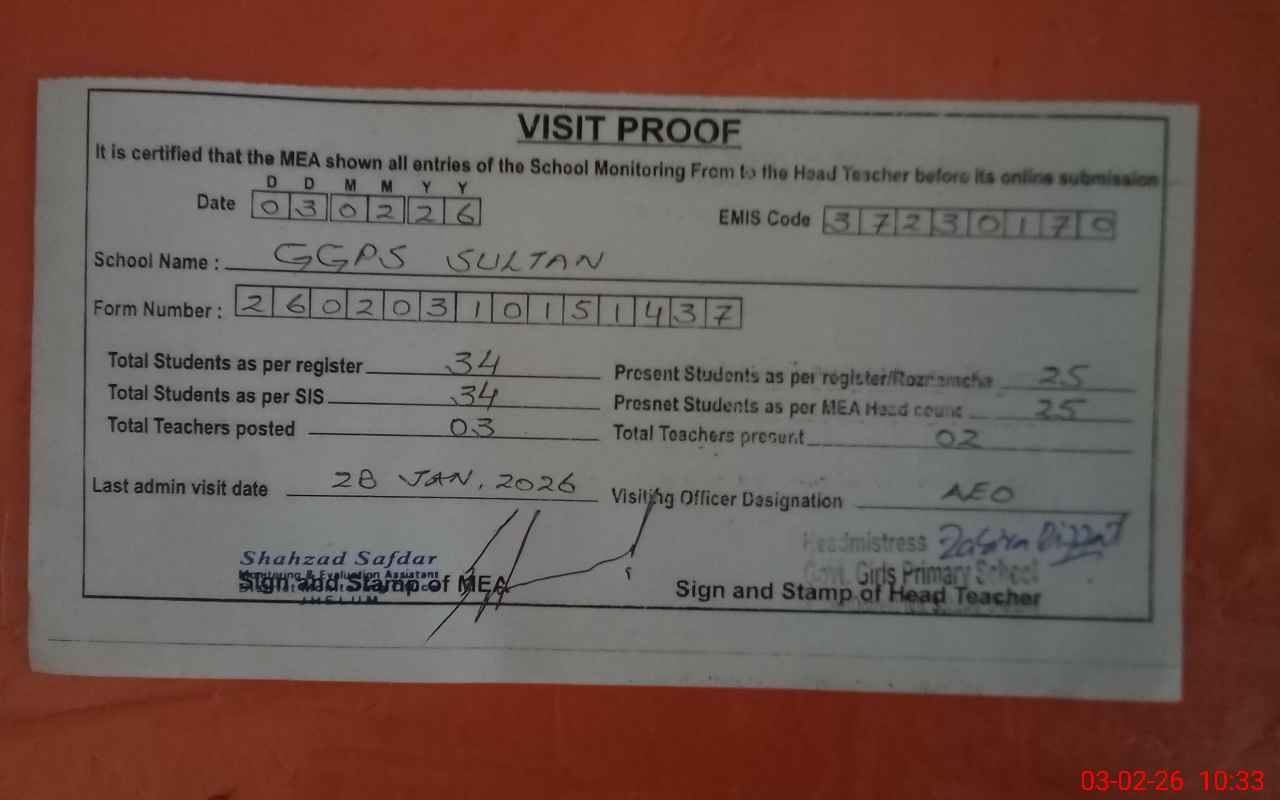 VISIT PROOF
It is certified that the MEA shown all entries of the School Monitoring From to the Head Teacher before its online submission
D D M M Y Y
Date 0 3 0 2 2 6 EMIS Code 3 7 2 3 0 1 7 0
School Name : GGPS SULTAN
Form Number : 2 6 0 2 0 3 1 0 1 5 1 4 3 7
Total Students as per register 34 Present Students as per register/Roznamcha 25
Total Students as per SIS 34 Presnet Students as per MEA Head count 25
Total Teachers posted 03 Total Teachers present 02
Last admin visit date 28 JAN, 2026 Visiting Officer Dasignation AEO
Shahzad Safdar
Monitoring & Evaluation Assistant
JHELUM
Sign and Stamp of MEA
Headmistress
Govt. Girls Primary School
Sign and Stamp of Head Teacher
03-02-26 10:33